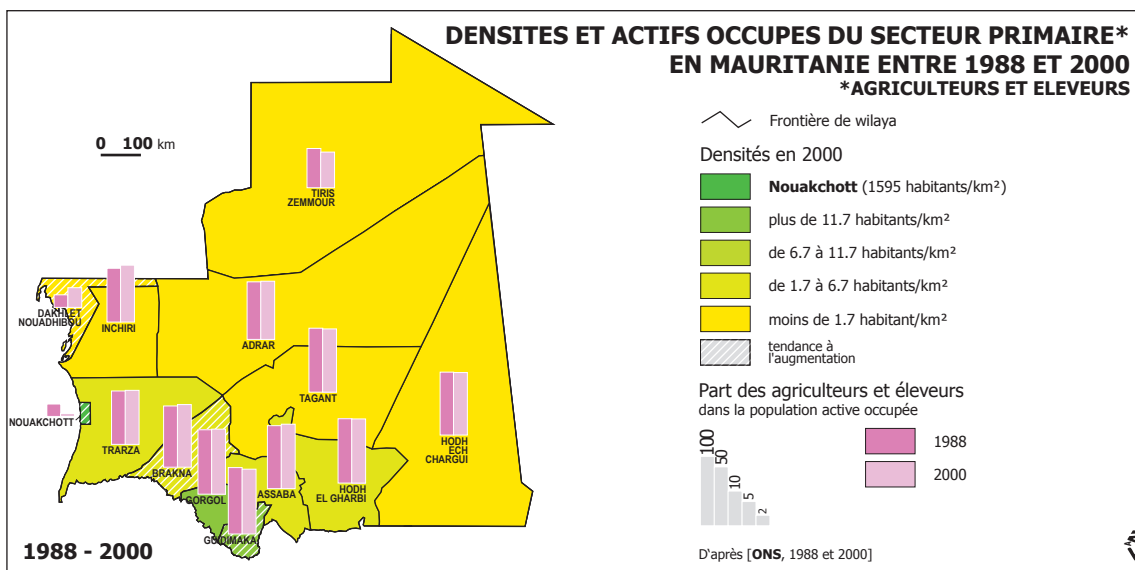 DENSITES ET ACTIFS OCCUPES DU SECTEUR PRIMAIRE*
EN MAURITANIE ENTRE 1988 ET 2000
*AGRICULTEURS ET ELEVEURS
0 100 km
Frontière de wilaya
Densités en 2000
Nouakchott (1595 habitants/km²)
plus de 11.7 habitants/km²
de 6.7 à 11.7 habitants/km²
de 1.7 à 6.7 habitants/km²
moins de 1.7 habitant/km²
tendance à
l'augmentation
Part des agriculteurs et éleveurs
dans la population active occupée
100
50
10
5
2
1988
2000
D'après [ONS, 1988 et 2000]
TIRIS
ZEMMOUR
DAKHLET
NOUADHIBOU
INCHIRI
ADRAR
TAGANT
NOUAKCHOTT
TRARZA
BRAKNA
GORGOL
ASSABA
HODH
EL GHARBI
HODH
ECH
CHARGUI
GUIDIMAKA
1988 - 2000